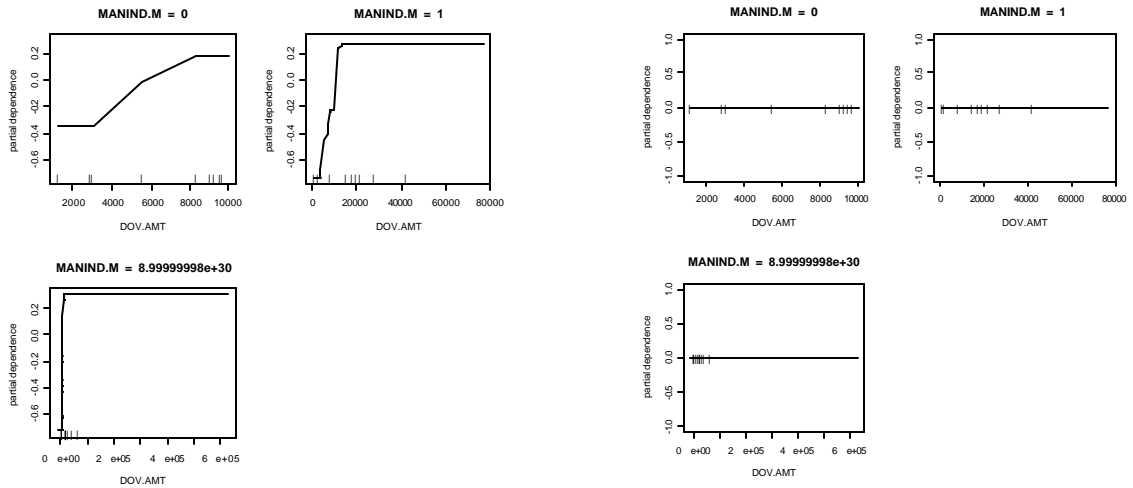 MANIND.M = 0
partial dependence
0.2
0.0
-0.2
-0.4
-0.6
2000 4000 6000 8000 10000
DOV.AMT
MANIND.M = 1
partial dependence
0.2
0.0
-0.2
-0.4
-0.6
0 20000 40000 60000 80000
DOV.AMT
MANIND.M = 0
partial dependence
1.0
0.5
0.0
-0.5
-1.0
2000 4000 6000 8000 10000
DOV.AMT
MANIND.M = 1
partial dependence
1.0
0.5
0.0
-0.5
-1.0
0 20000 40000 60000 80000
DOV.AMT
MANIND.M = 8.99999998e+30
partial dependence
0.2
0.0
-0.2
-0.4
-0.6
0 e+00 2 e+05 4 e+05 6 e+05
DOV.AMT
MANIND.M = 8.99999998e+30
partial dependence
1.0
0.5
0.0
-0.5
-1.0
0 e+00 2 e+05 4 e+05 6 e+05
DOV.AMT